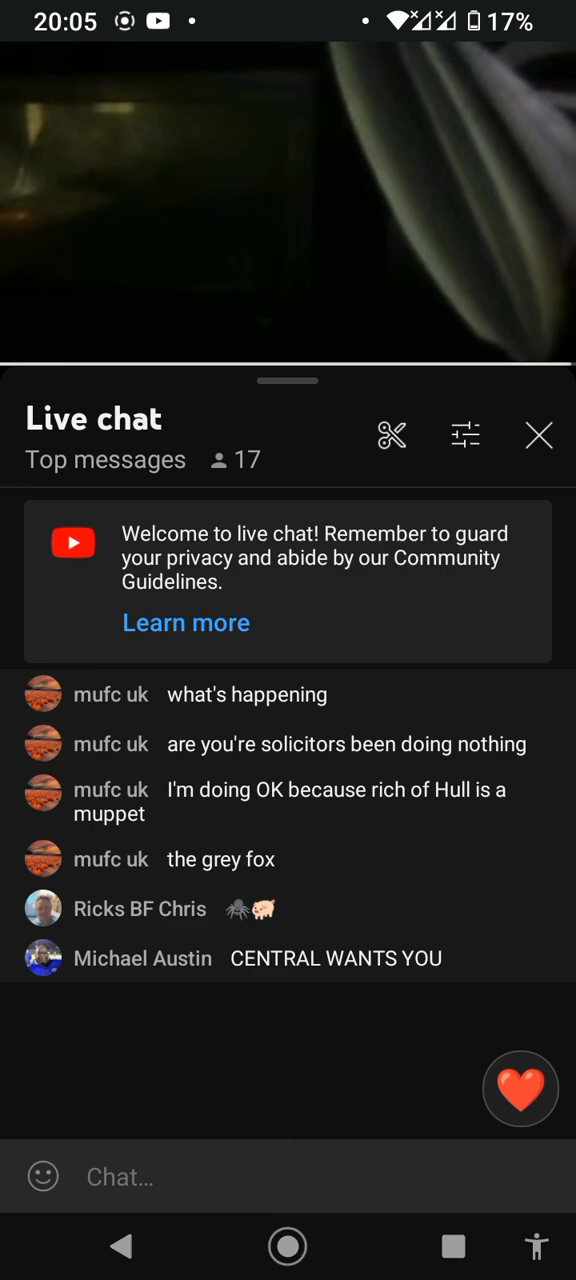 20:05
17%
Live chat
Top messages 17
Welcome to live chat! Remember to guard
your privacy and abide by our Community
Guidelines.
Learn more
mufc uk what's happening
mufc uk are you're solicitors been doing nothing
mufc uk I'm doing OK because rich of Hull is a
muppet
mufc uk the grey fox
Ricks BF Chris 🕷️🐖
Michael Austin CENTRAL WANTS YOU
Chat...